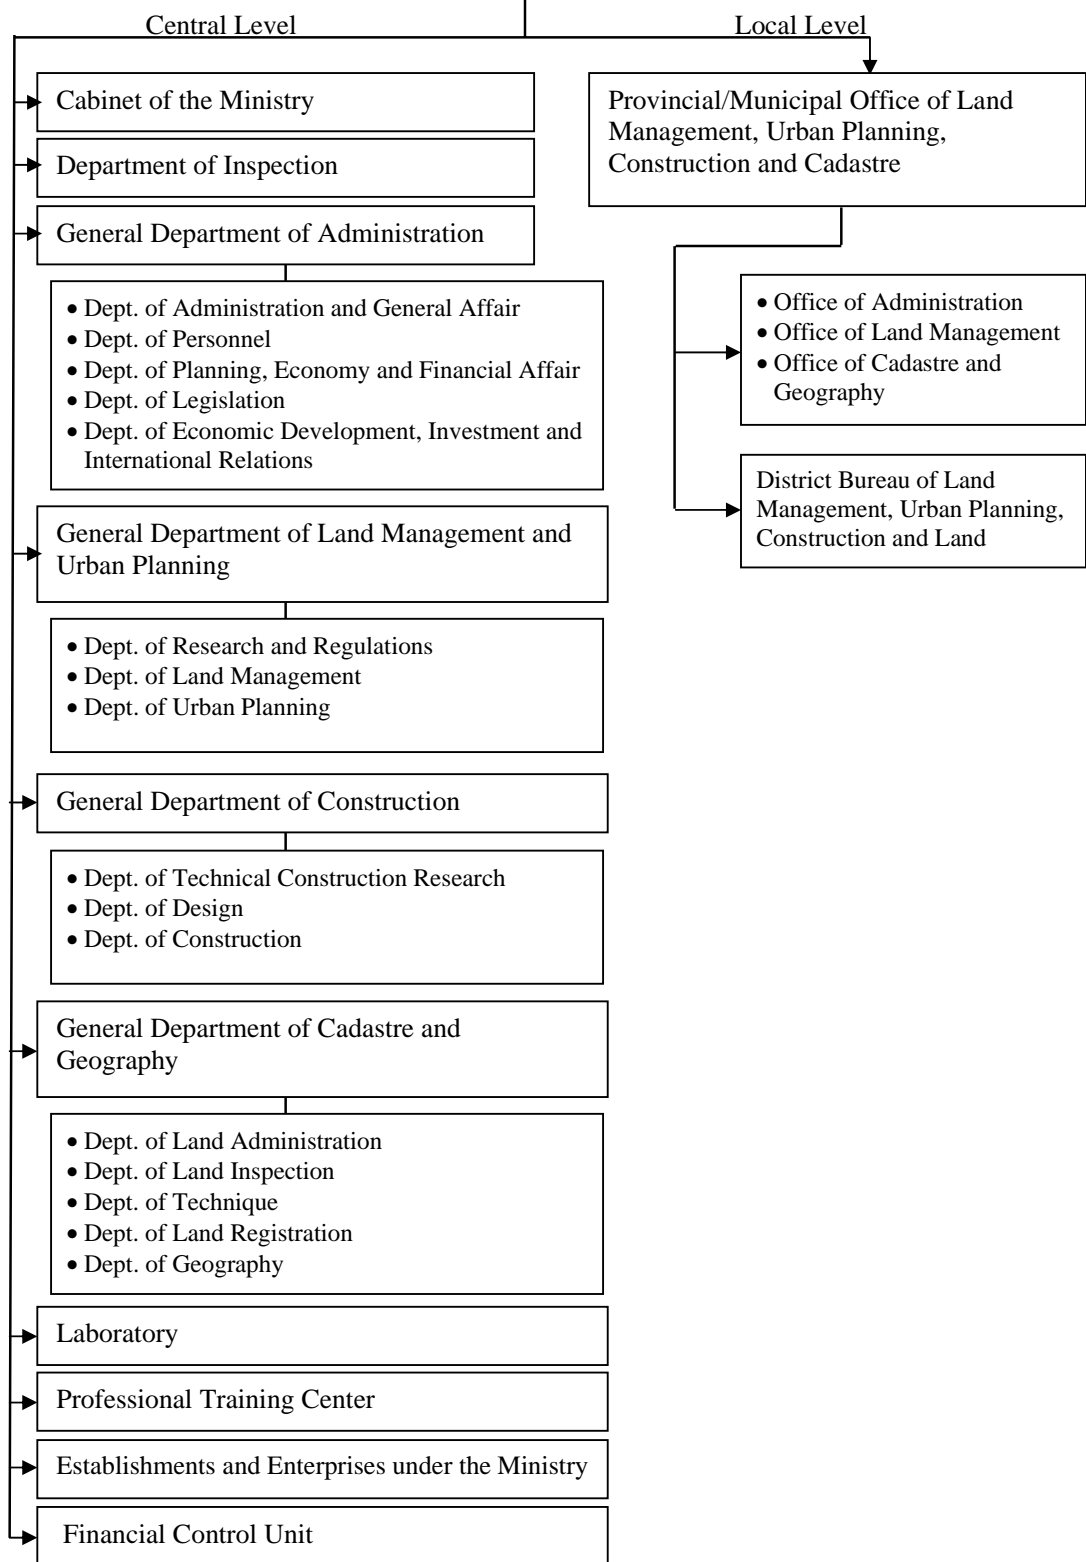 Central Level
Local Level
Cabinet of the Ministry
Department of Inspection
General Department of Administration
• Dept. of Administration and General Affair
• Dept. of Personnel
• Dept. of Planning, Economy and Financial Affair
• Dept. of Legislation
• Dept. of Economic Development, Investment and
International Relations
General Department of Land Management and
Urban Planning
• Dept. of Research and Regulations
• Dept. of Land Management
• Dept. of Urban Planning
General Department of Construction
• Dept. of Technical Construction Research
• Dept. of Design
• Dept. of Construction
General Department of Cadastre and
Geography
• Dept. of Land Administration
• Dept. of Land Inspection
• Dept. of Technique
• Dept. of Land Registration
• Dept. of Geography
Laboratory
Professional Training Center
Establishments and Enterprises under the Ministry
Financial Control Unit
Provincial/Municipal Office of Land
Management, Urban Planning,
Construction and Cadastre
• Office of Administration
• Office of Land Management
• Office of Cadastre and
Geography
District Bureau of Land
Management, Urban Planning,
Construction and Land